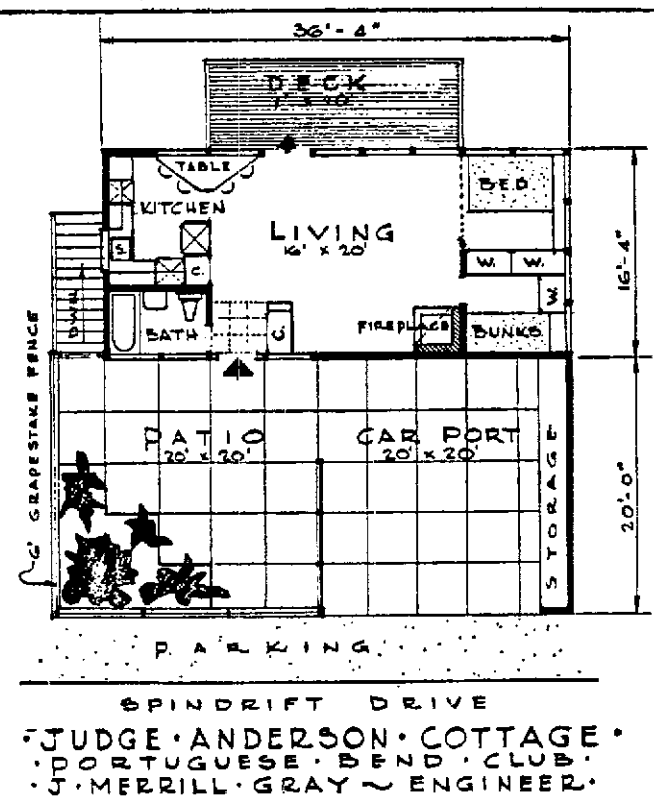 36'-4"
DECK
TABLE
BED
KITCHEN
LIVING
16' x 20'
16'-4"
S.
C.
W. W.
W.
DWN
BATH
C.
FIREPLACE
BUNKS
6' GRAPESTAKE FENCE
PATIO
20' x 20'
CAR PORT
20' x 20'
STORAGE
20'-0"
PARKING
SPINDRIFT DRIVE
·JUDGE·ANDERSON·COTTAGE·
·PORTUGUESE·BEND·CLUB·
·J·MERRILL·GRAY~ENGINEER·